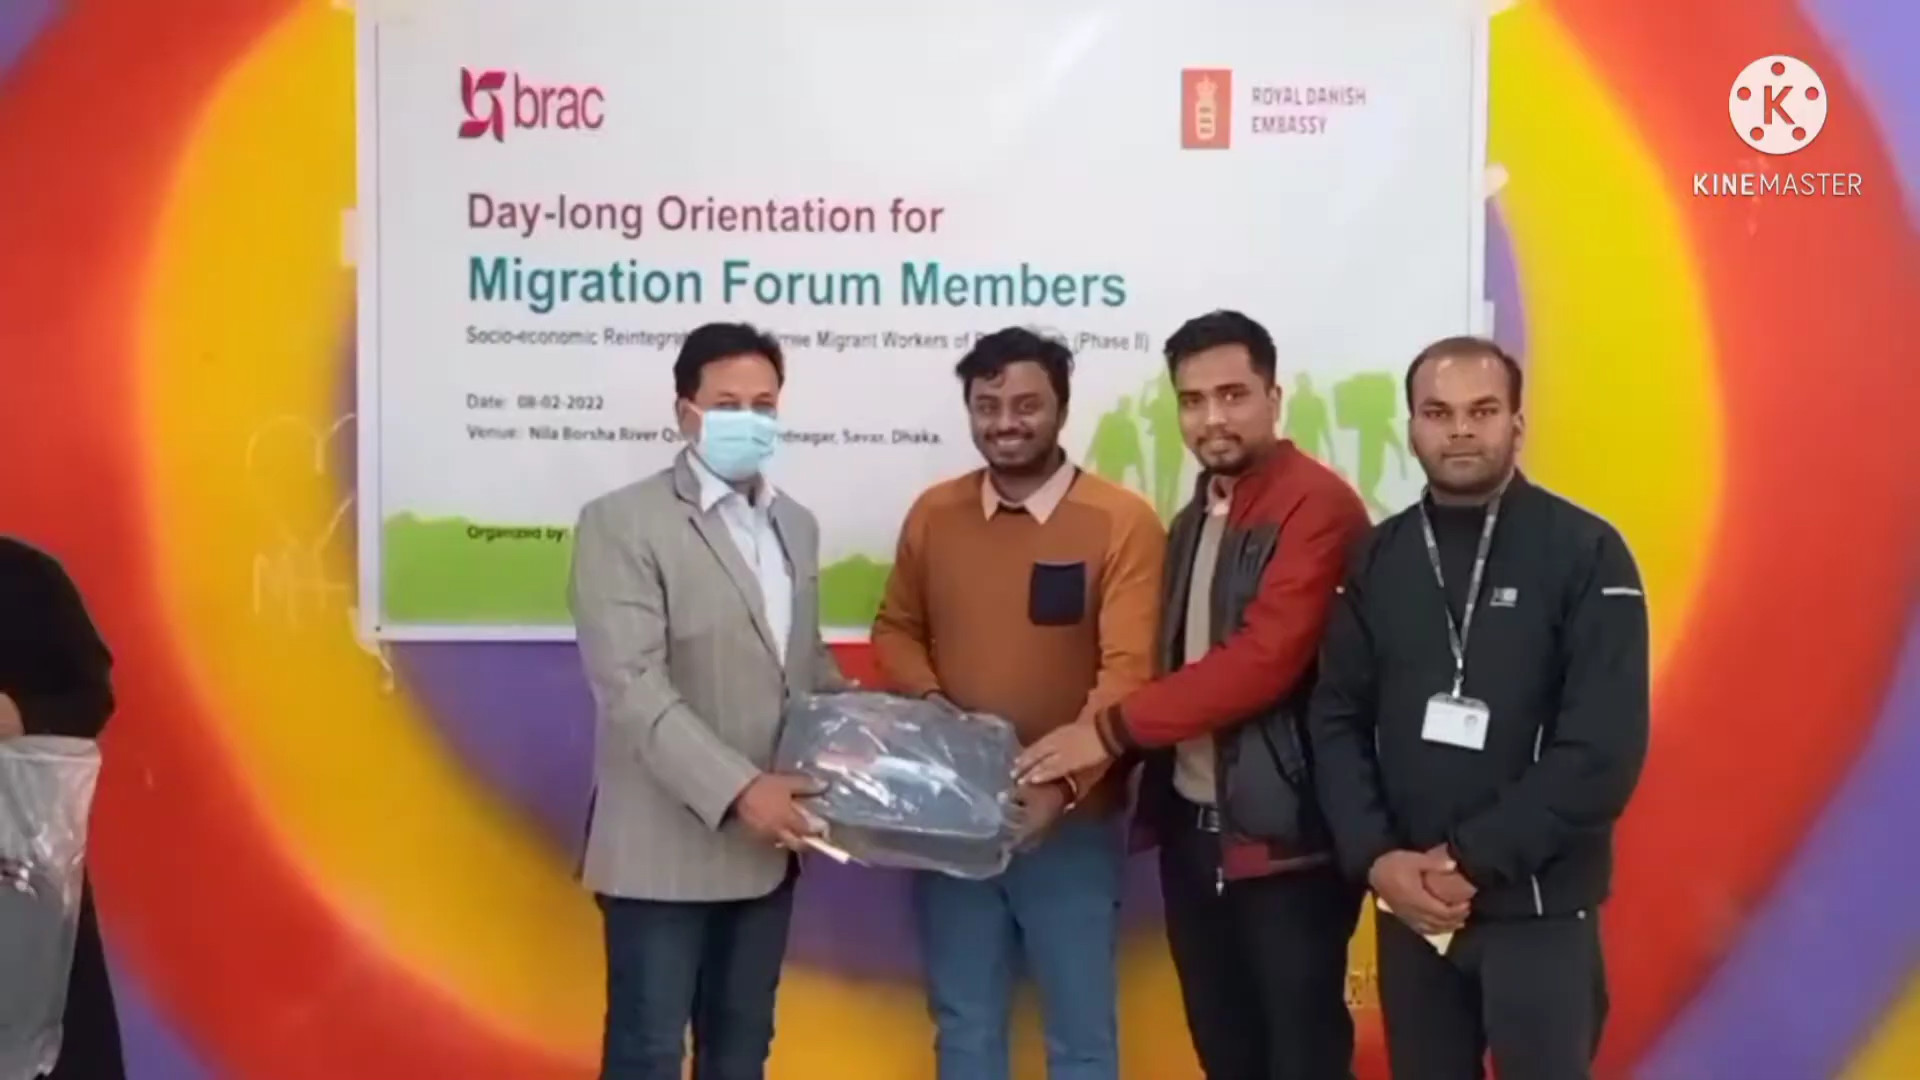 brac
ROYAL DANISH
EMBASSY
K
KINEMASTER
Day-long Orientation for
Migration Forum Members
Socio-economic Migrant Workers of (Phase II)
Date: 08-02-2022
Venue: Nila Borsha River Savar, Dhaka.
Organized by: